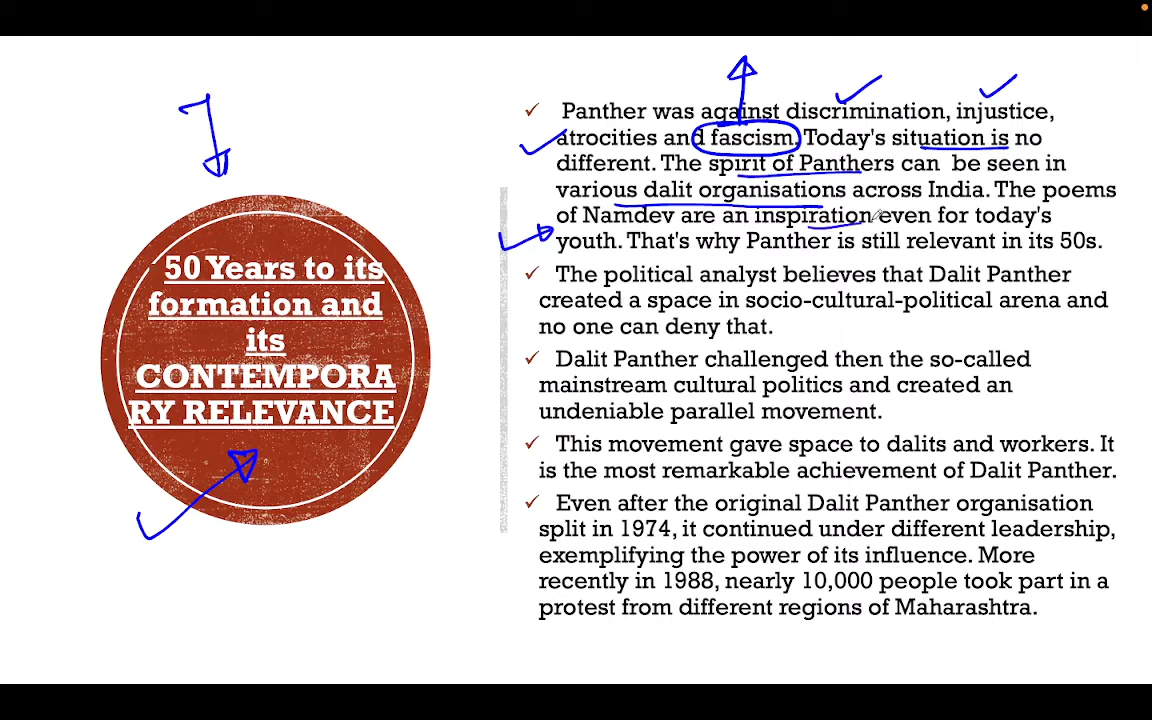 50 Years to its
formation and
its
CONTEMPORA
RY RELEVANCE
✓ Panther was against discrimination, injustice,
atrocities and fascism. Today's situation is no
different. The spirit of Panthers can be seen in
various dalit organisations across India. The poems
of Namdev are an inspiration even for today's
youth. That's why Panther is still relevant in its 50s.
✓ The political analyst believes that Dalit Panther
created a space in socio-cultural-political arena and
no one can deny that.
✓ Dalit Panther challenged then the so-called
mainstream cultural politics and created an
undeniable parallel movement.
✓ This movement gave space to dalits and workers. It
is the most remarkable achievement of Dalit Panther.
✓ Even after the original Dalit Panther organisation
split in 1974, it continued under different leadership,
exemplifying the power of its influence. More
recently in 1988, nearly 10,000 people took part in a
protest from different regions of Maharashtra.